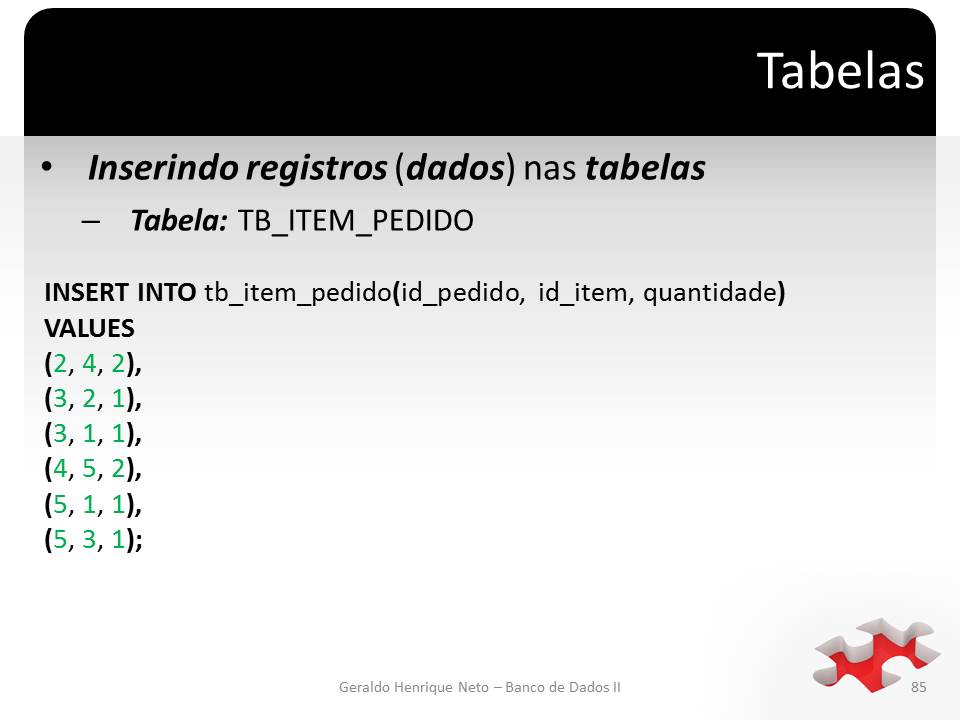 Tabelas
• Inserindo registros (dados) nas tabelas
– Tabela: TB_ITEM_PEDIDO
INSERT INTO tb_item_pedido(id_pedido, id_item, quantidade)
VALUES
(2, 4, 2),
(3, 2, 1),
(3, 1, 1),
(4, 5, 2),
(5, 1, 1),
(5, 3, 1);
Geraldo Henrique Neto – Banco de Dados II
85